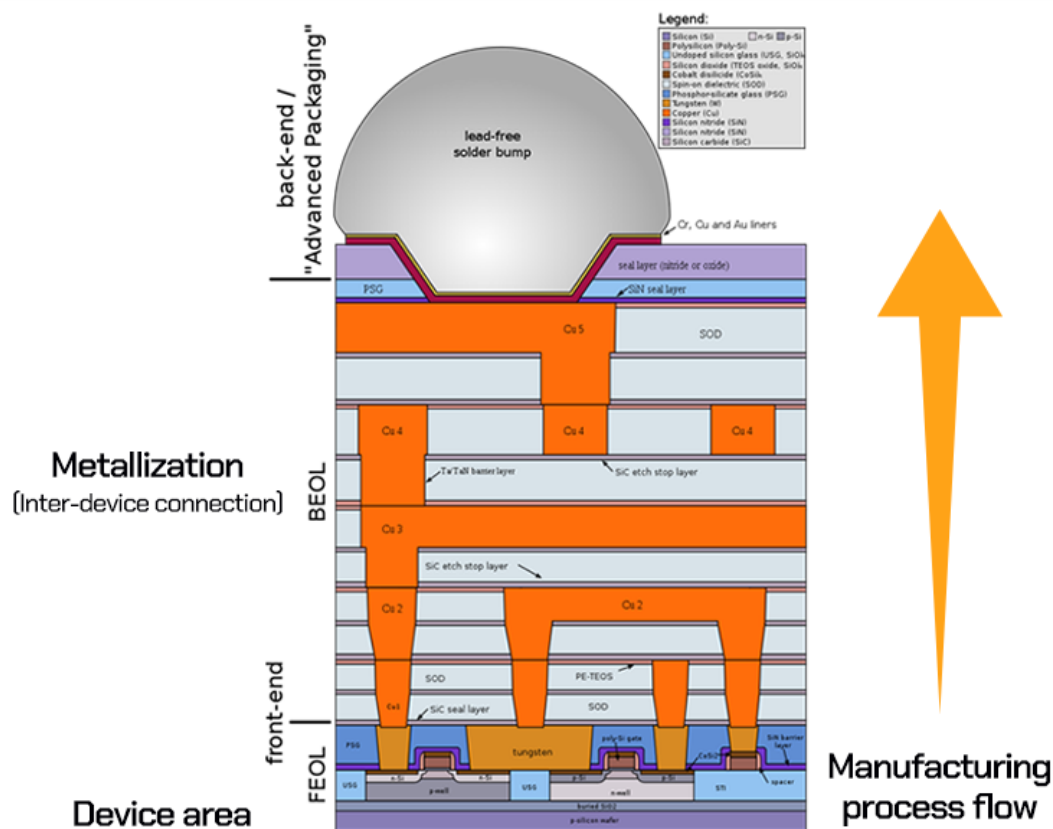 Legend:
Silicon (Si) n-Si p-Si
Polysilicon (Poly-Si)
Undoped silicon glass (USG, SiO)₂
Silicon dioxide (TEOS oxide, SiO)₂
Cobalt disilicide (CoSi)₂
Spin-on dielectric (SOD)
Phosphor-silicate glass (PSG)
Tungsten (W)
Copper (Cu)
Silicon nitride (SiN)
Silicon nitride (SiN)
Silicon carbide (SiC)
back-end /
"Advanced Packaging"
lead-free
solder bump
Cr, Cu and Au liners
seal layer (nitride or oxide)
PSG
SiN seal layer
Cu 5
SOD
Cu 4
Cu 4
Cu 4
Metallization
(Inter-device connection)
BEOL
Ta/TaN barrier layer
SiC etch stop layer
Cu 3
SiC etch stop layer
Cu 2
Cu 2
SOD
PE-TEOS
Cu1
SiC seal layer
SOD
front-end
FEOL
PSG
tungsten
poly-Si gate
CoSi2
SiN barrier
layer
spacer
USG
n-Si
n-Si
p-well
USG
p-Si
p-Si
n-well
STI
buried SiO2
p-silicon wafer
Device area
Manufacturing
process flow